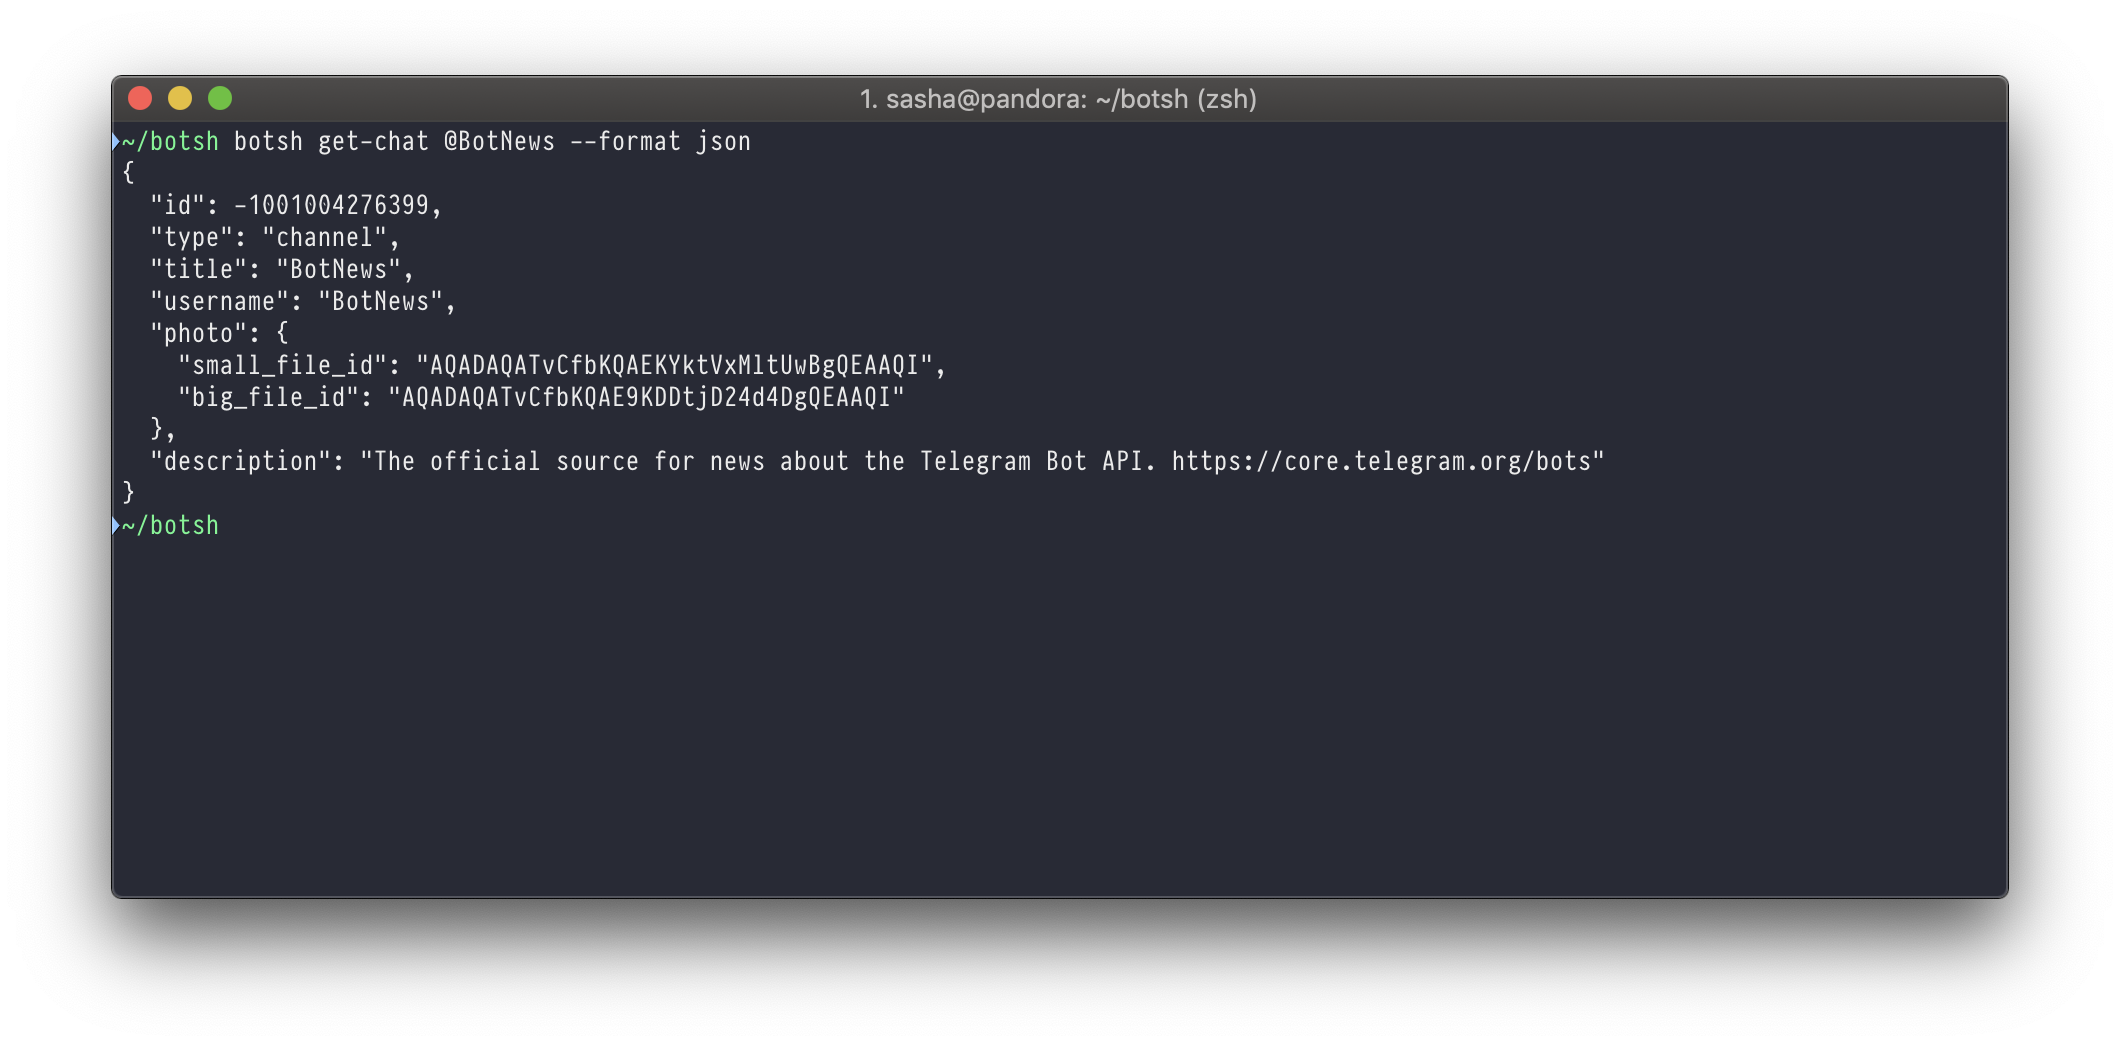 1. sasha@pandora: ~/botsh (zsh)
~/botsh botsh get-chat @BotNews --format json
{
  "id": -1001004276399,
  "type": "channel",
  "title": "BotNews",
  "username": "BotNews",
  "photo": {
    "small_file_id": "AQADAQATvCfbKQAEKYktVxMltUwBgQEAAQI",
    "big_file_id": "AQADAQATvCfbKQAE9KDDtjD24d4DgQEAAQI"
  },
  "description": "The official source for news about the Telegram Bot API. https://core.telegram.org/bots"
}
~/botsh